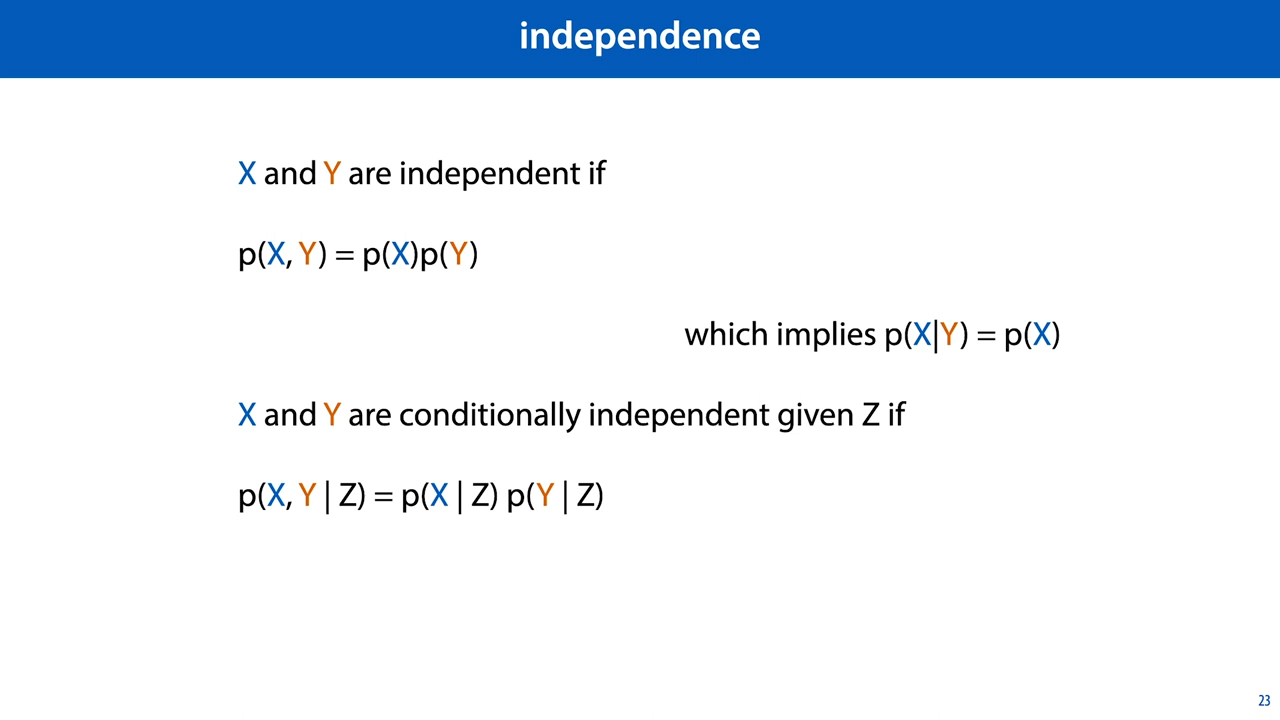 independence
X and Y are independent if
p(X, Y) = p(X)p(Y)
which implies p(X|Y) = p(X)
X and Y are conditionally independent given Z if
p(X, Y | Z) = p(X | Z) p(Y | Z)
23